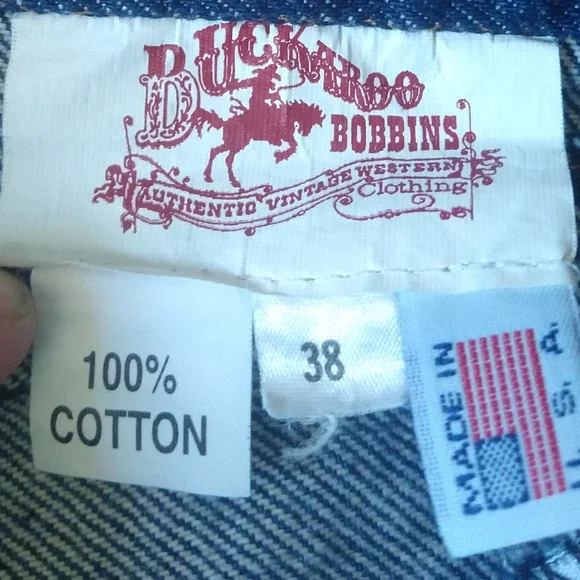 BUCKAROO
BOBBINS
AUTHENTIC VINTAGE WESTERN
Clothing
100%
COTTON
38
MADE IN
U.S.A.